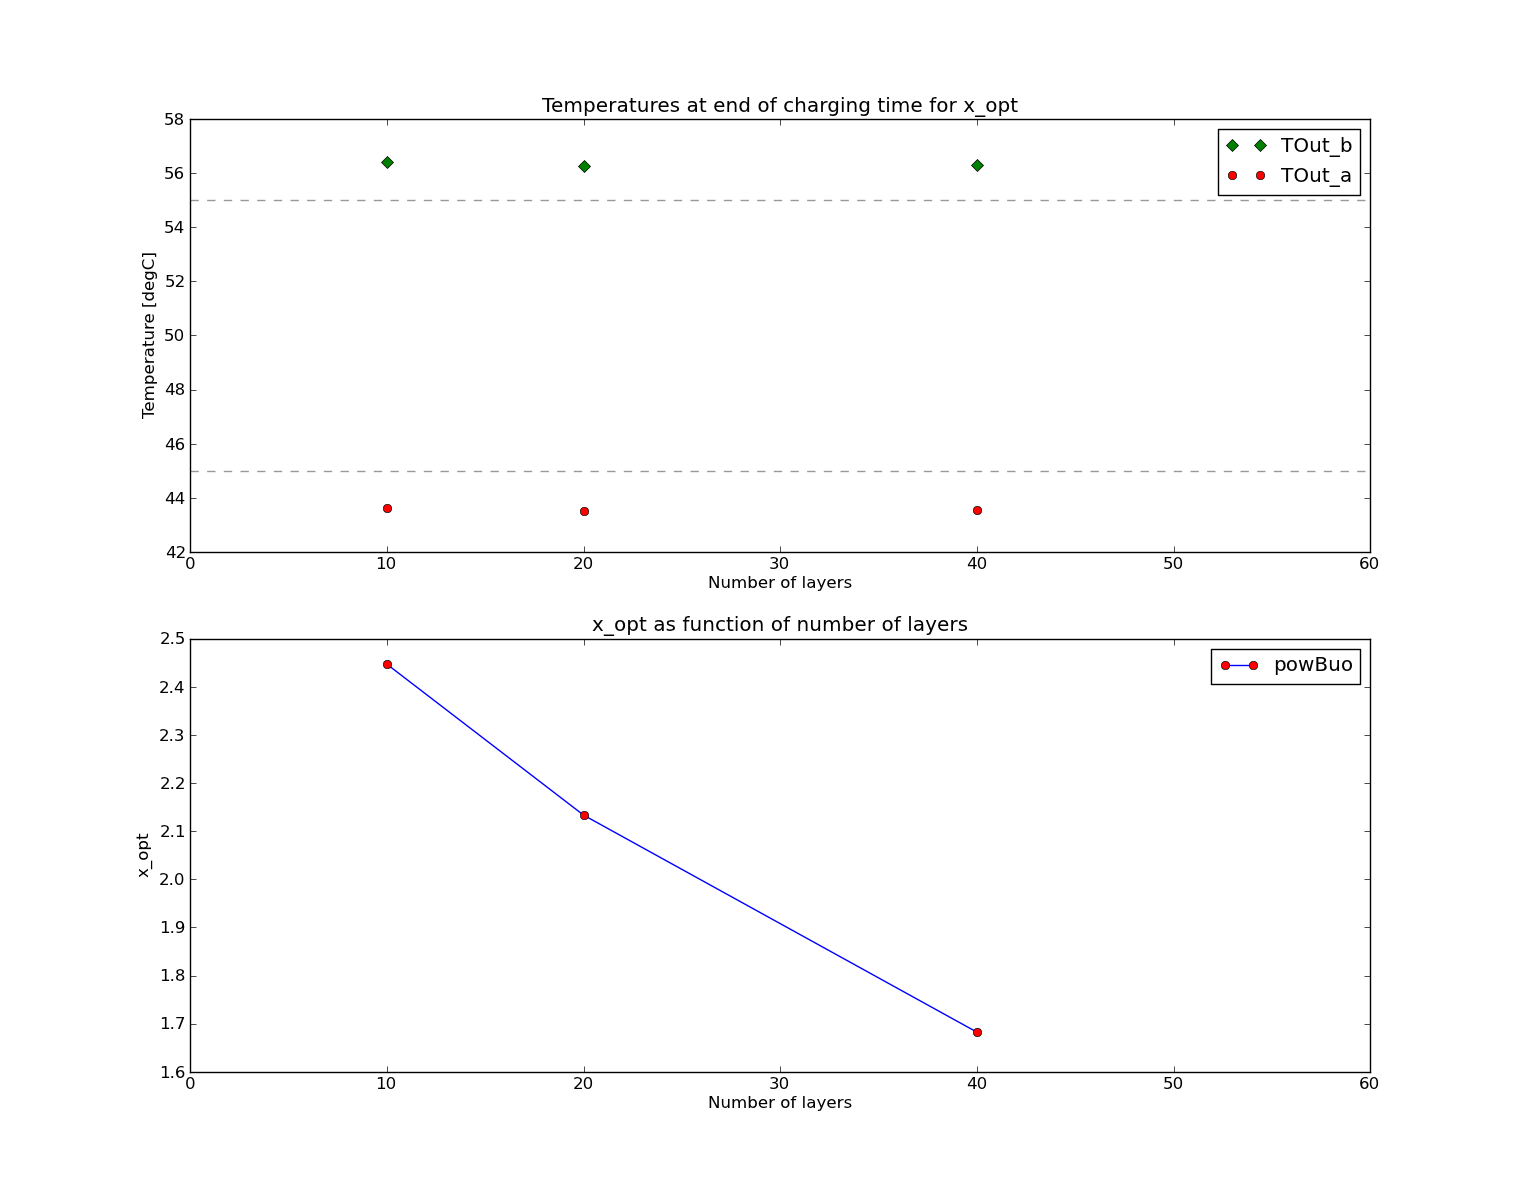 Temperatures at end of charging time for x_opt
58
56
54
52
50
48
46
44
42
Temperature [degC]
TOut_b
TOut_a
0 10 20 30 40 50 60
Number of layers
x_opt as function of number of layers
2.5
2.4
2.3
2.2
2.1
2.0
1.9
1.8
1.7
1.6
x_opt
powBuo
0 10 20 30 40 50 60
Number of layers